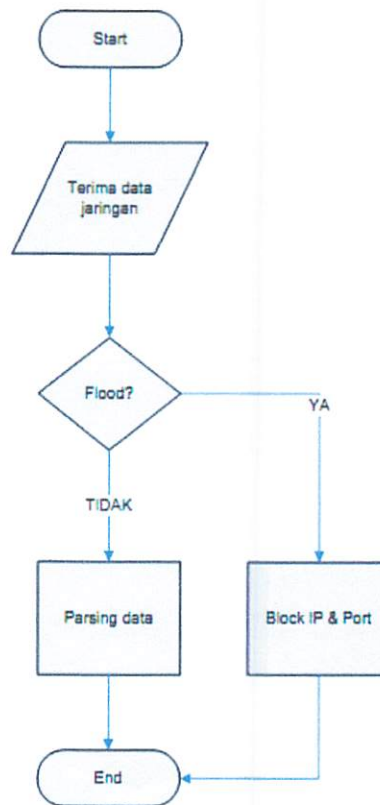 Start
Terima data
jaringan
Flood?
YA
TIDAK
Parsing data
Block IP & Port
End